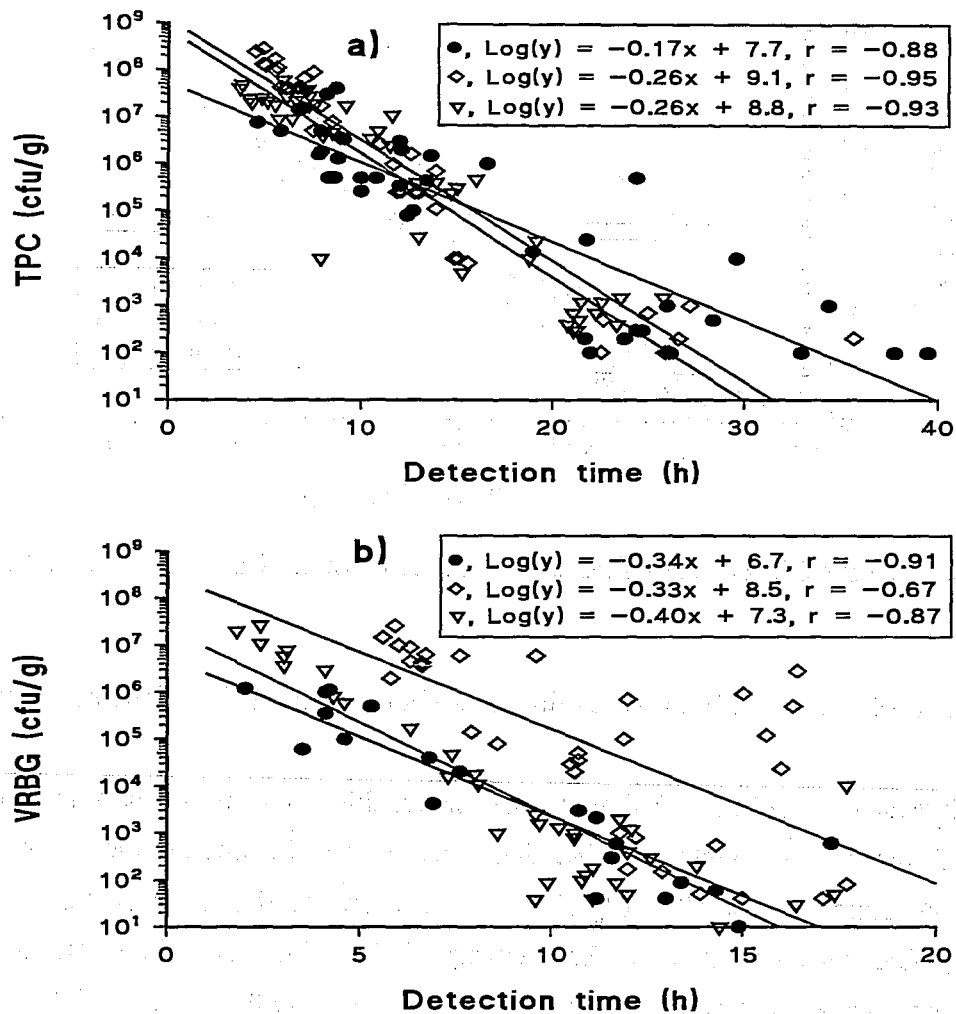 a)
●, Log(y) = −0.17x + 7.7, r = −0.88
◇, Log(y) = −0.26x + 9.1, r = −0.95
▽, Log(y) = −0.26x + 8.8, r = −0.93
TPC (cfu/g)
10⁹
10⁸
10⁷
10⁶
10⁵
10⁴
10³
10²
10¹
0 10 20 30 40
Detection time (h)
b)
●, Log(y) = −0.34x + 6.7, r = −0.91
◇, Log(y) = −0.33x + 8.5, r = −0.67
▽, Log(y) = −0.40x + 7.3, r = −0.87
VRBG (cfu/g)
10⁹
10⁸
10⁷
10⁶
10⁵
10⁴
10³
10²
10¹
0 5 10 15 20
Detection time (h)